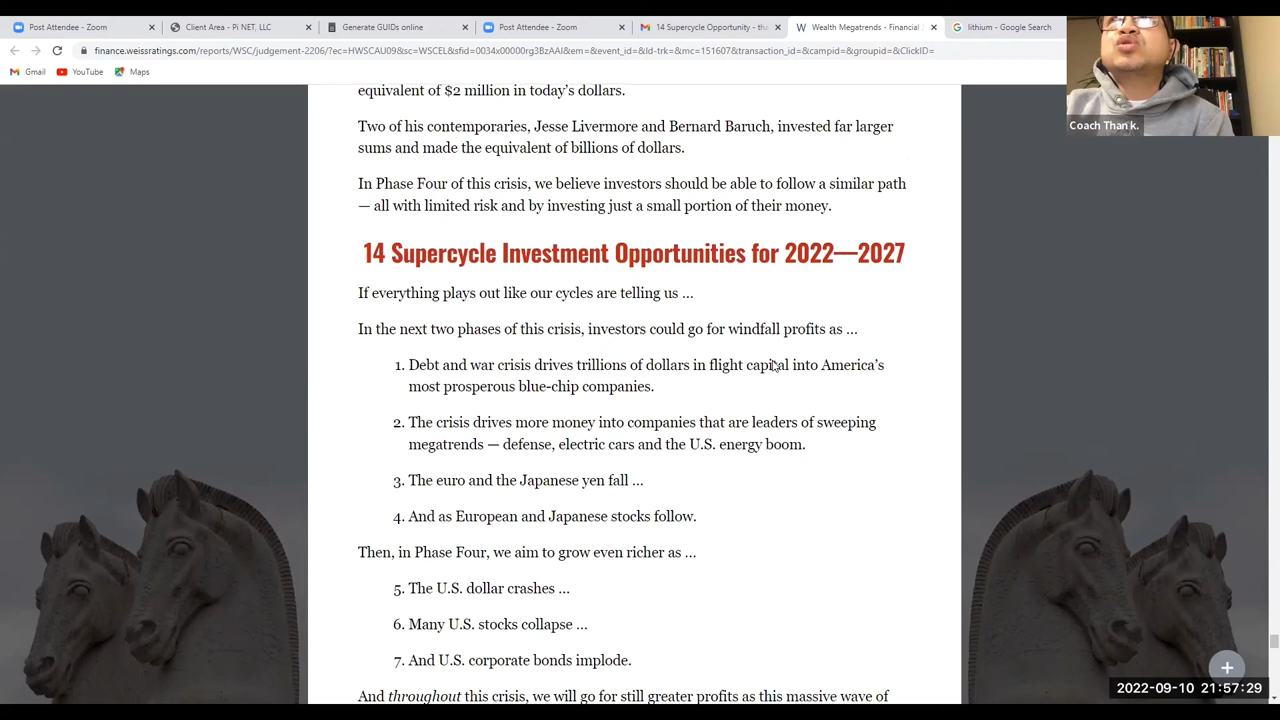 Post Attendee - Zoom
Client Area - Pi NET, LLC
Generate GUIDs online
Post Attendee - Zoom
14 Supercycle Opportunity - the
Wealth Megatrends - Financial
lithium - Google Search
finance.weissratings.com/reports/WSC/judgement-2206/?ec=HWSCAU09&sc=WSCEL&sfid=0034x00000rg3BzAAI&em=&event_id=&ld-trk=&mc=151607&transaction_id=&campid=&groupid=&ClickID=
Gmail
YouTube
Maps
Coach Than k.
equivalent of $2 million in today's dollars.
Two of his contemporaries, Jesse Livermore and Bernard Baruch, invested far larger
sums and made the equivalent of billions of dollars.
In Phase Four of this crisis, we believe investors should be able to follow a similar path
— all with limited risk and by investing just a small portion of their money.
14 Supercycle Investment Opportunities for 2022—2027
If everything plays out like our cycles are telling us ...
In the next two phases of this crisis, investors could go for windfall profits as ...
1. Debt and war crisis drives trillions of dollars in flight capital into America's
most prosperous blue-chip companies.
2. The crisis drives more money into companies that are leaders of sweeping
megatrends — defense, electric cars and the U.S. energy boom.
3. The euro and the Japanese yen fall ...
4. And as European and Japanese stocks follow.
Then, in Phase Four, we aim to grow even richer as ...
5. The U.S. dollar crashes ...
6. Many U.S. stocks collapse ...
7. And U.S. corporate bonds implode.
And throughout this crisis, we will go for still greater profits as this massive wave of
2022-09-10 21:57:29